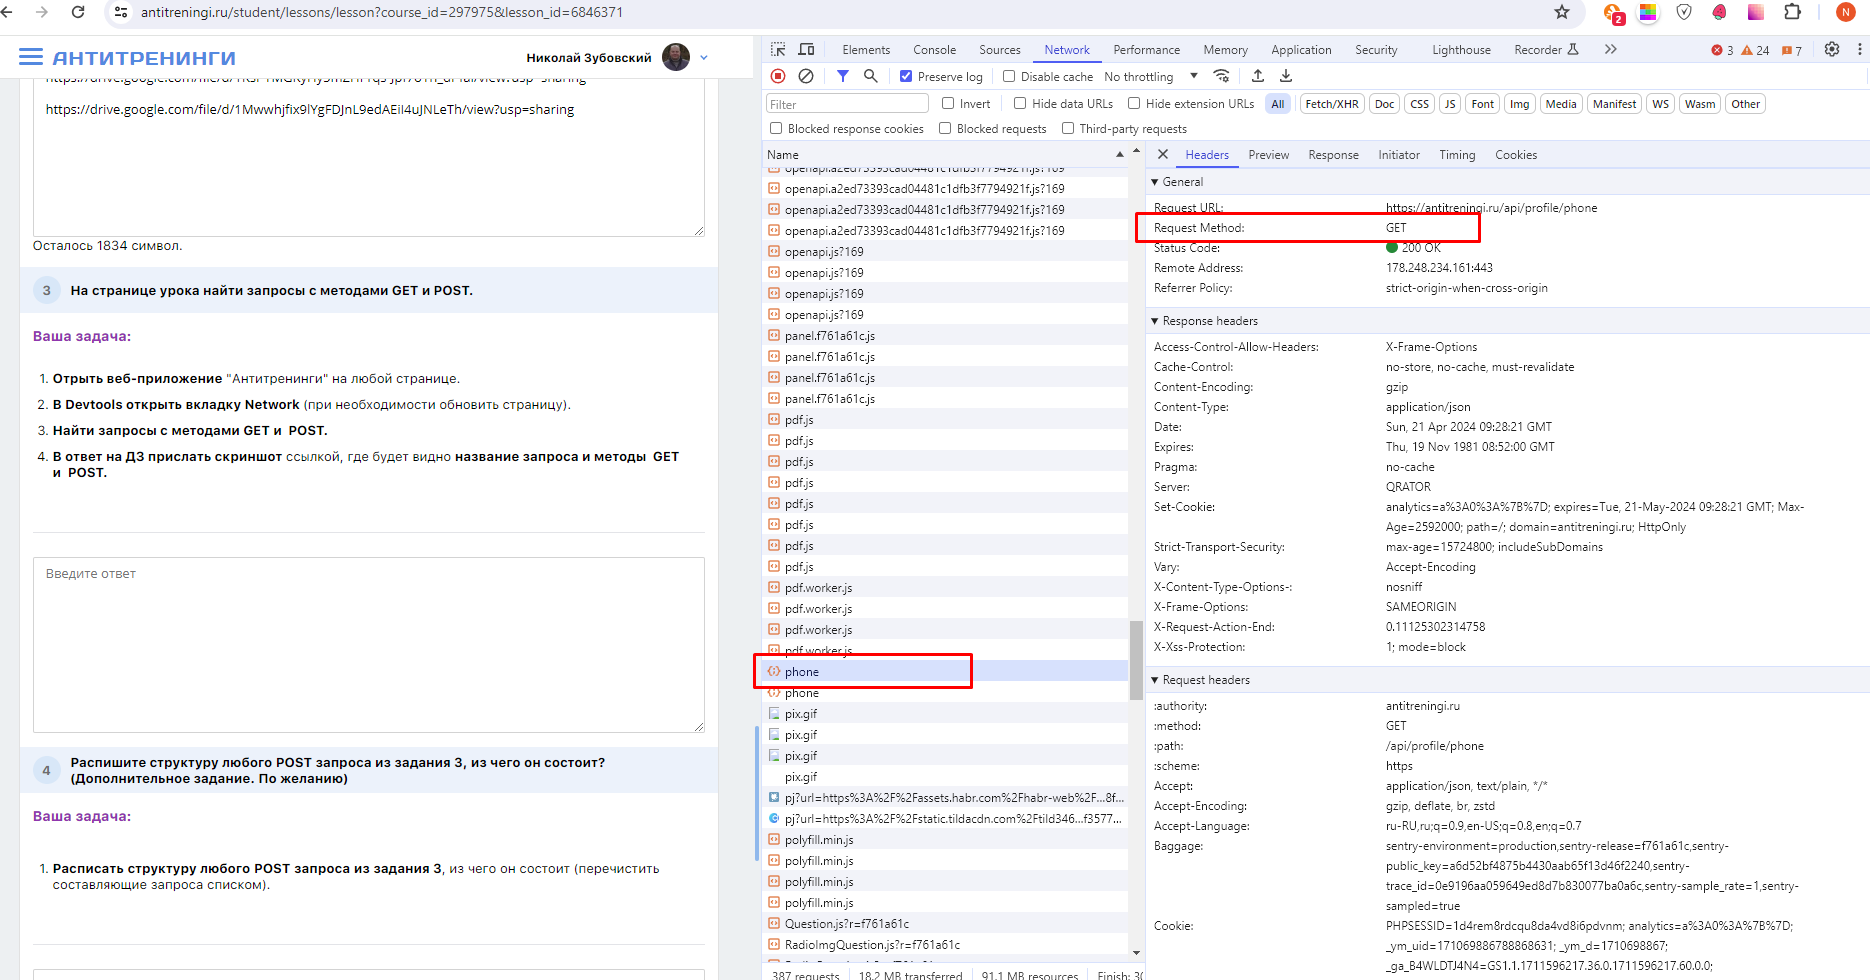 antitreningi.ru/student/lessons/lesson?course_id=297975&lesson_id=6846371
2
N
АНТИТРЕНИНГИ
Николай Зубовский
https://drive.google.com/file/d/1Mwwhjfix9lYgFDJnL9edAEiI4uJNLeTh/view?usp=sharing
Осталось 1834 символ.
3 На странице урока найти запросы с методами GET и POST.
Ваша задача:
1. Отрыть веб-приложение "Антитренинги" на любой странице.
2. В Devtools открыть вкладку Network (при необходимости обновить страницу).
3. Найти запросы с методами GET и POST.
4. В ответ на ДЗ прислать скриншот ссылкой, где будет видно название запроса и методы GET
и POST.
Введите ответ
4
Распишите структуру любого POST запроса из задания 3, из чего он состоит?
(Дополнительное задание. По желанию)
Ваша задача:
1. Расписать структуру любого POST запроса из задания 3, из чего он состоит (перечистить
составляющие запроса списком).
Elements Console Sources Network Performance Memory Application Security Lighthouse Recorder 3 24 7
Preserve log Disable cache No throttling
Filter Invert Hide data URLs Hide extension URLs All Fetch/XHR Doc CSS JS Font Img Media Manifest WS Wasm Other
Blocked response cookies Blocked requests Third-party requests
Name
openapi.a2ed73393cad04481c1dfb3f7794921f.js?169
openapi.a2ed73393cad04481c1dfb3f7794921f.js?169
openapi.a2ed73393cad04481c1dfb3f7794921f.js?169
openapi.a2ed73393cad04481c1dfb3f7794921f.js?169
openapi.js?169
openapi.js?169
openapi.js?169
openapi.js?169
panel.f761a61c.js
panel.f761a61c.js
panel.f761a61c.js
panel.f761a61c.js
pdf.js
pdf.js
pdf.js
pdf.js
pdf.js
pdf.js
pdf.js
pdf.js
pdf.worker.js
pdf.worker.js
pdf.worker.js
pdf.worker.js
phone
phone
pix.gif
pix.gif
pix.gif
pix.gif
pj?url=https%3A%2F%2Fassets.habr.com%2Fhabr-web%2F...8f...
pj?url=https%3A%2F%2Fstatic.tildacdn.com%2Ftild346...f3577...
polyfill.min.js
polyfill.min.js
polyfill.min.js
polyfill.min.js
Question.js?r=f761a61c
RadioImgQuestion.js?r=f761a61c
387 requests 18.2 MB transferred 91.1 MB resources Finish: 30
Headers Preview Response Initiator Timing Cookies
General
Request URL: https://antitreningi.ru/api/profile/phone
Request Method: GET
Status Code: 200 OK
Remote Address: 178.248.234.161:443
Referrer Policy: strict-origin-when-cross-origin
Response headers
Access-Control-Allow-Headers: X-Frame-Options
Cache-Control: no-store, no-cache, must-revalidate
Content-Encoding: gzip
Content-Type: application/json
Date: Sun, 21 Apr 2024 09:28:21 GMT
Expires: Thu, 19 Nov 1981 08:52:00 GMT
Pragma: no-cache
Server: QRATOR
Set-Cookie: analytics=a%3A0%3A%7B%7D; expires=Tue, 21-May-2024 09:28:21 GMT; Max-
Age=2592000; path=/; domain=antitreningi.ru; HttpOnly
Strict-Transport-Security: max-age=15724800; includeSubDomains
Vary: Accept-Encoding
X-Content-Type-Options-: nosniff
X-Frame-Options: SAMEORIGIN
X-Request-Action-End: 0.11125302314758
X-Xss-Protection: 1; mode=block
Request headers
:authority: antitreningi.ru
:method: GET
:path: /api/profile/phone
:scheme: https
Accept: application/json, text/plain, */*
Accept-Encoding: gzip, deflate, br, zstd
Accept-Language: ru-RU,ru;q=0.9,en-US;q=0.8,en;q=0.7
Baggage: sentry-environment=production,sentry-release=f761a61c,sentry-
public_key=a6d52bf4875b4430aab65f13d46f2240,sentry-
trace_id=0e9196aa059649ed8d7b830077ba0a6c,sentry-sample_rate=1,sentry-
sampled=true
Cookie: PHPSESSID=1d4rem8rdcqu8da4vd8i6pdvnm; analytics=a%3A0%3A%7B%7D;
_ym_uid=171069886788868631; _ym_d=1710698867;
_ga_B4WLDTJ4N4=GS1.1.1711596217.36.0.1711596217.60.0.0;